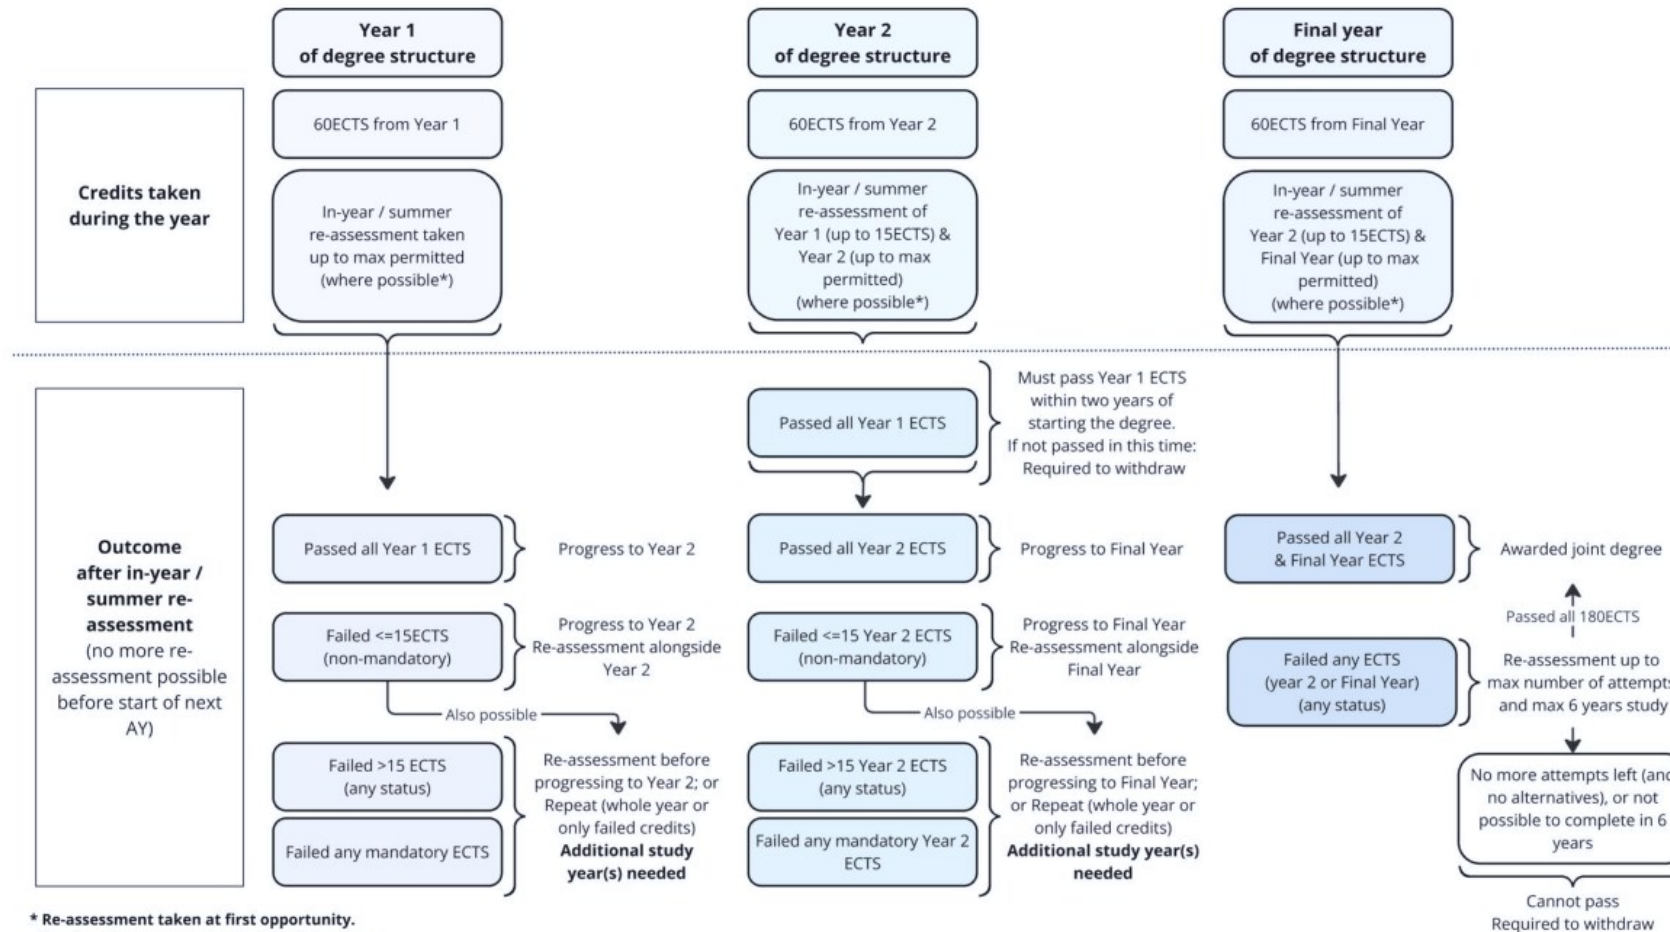 Year 1
of degree structure
Year 2
of degree structure
Final year
of degree structure
Credits taken
during the year
60ECTS from Year 1
60ECTS from Year 2
60ECTS from Final Year
In-year / summer
re-assessment taken
up to max permitted
(where possible*)
In-year / summer
re-assessment of
Year 1 (up to 15ECTS) &
Year 2 (up to max
permitted)
(where possible*)
In-year / summer
re-assessment of
Year 2 (up to 15ECTS) &
Final Year (up to max
permitted)
(where possible*)
Outcome
after in-year /
summer re-
assessment
(no more re-
assessment possible
before start of next
AY)
Passed all Year 1 ECTS
Progress to Year 2
Failed <=15ECTS
(non-mandatory)
Progress to Year 2
Re-assessment alongside
Year 2
Also possible
Failed >15 ECTS
(any status)
Failed any mandatory ECTS
Re-assessment before
progressing to Year 2; or
Repeat (whole year or
only failed credits)
Additional study
year(s) needed
Passed all Year 1 ECTS
Must pass Year 1 ECTS
within two years of
starting the degree.
If not passed in this time:
Required to withdraw
Passed all Year 2 ECTS
Progress to Final Year
Failed <=15 Year 2 ECTS
(non-mandatory)
Progress to Final Year
Re-assessment alongside
Final Year
Also possible
Failed >15 Year 2 ECTS
(any status)
Failed any mandatory Year 2
ECTS
Re-assessment before
progressing to Final Year;
or Repeat (whole year or
only failed credits)
Additional study year(s)
needed
Passed all Year 2
& Final Year ECTS
Awarded joint degree
Passed all 180ECTS
Failed any ECTS
(year 2 or Final Year)
(any status)
Re-assessment up to
max number of attempts
and max 6 years study
No more attempts left (and
no alternatives), or not
possible to complete in 6
years
Cannot pass
Required to withdraw
* Re-assessment taken at first opportunity.